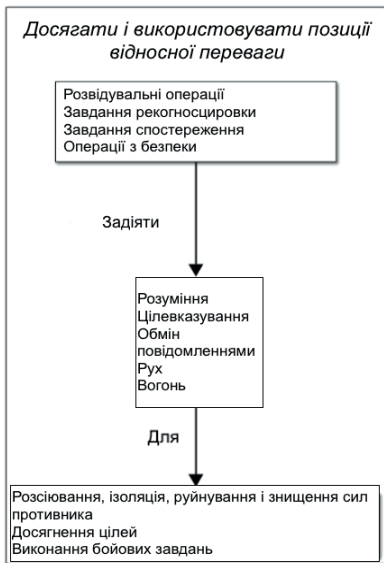 Досягати і використовувати позиції
відносної переваги
Розвідувальні операції
Завдання рекогносцировки
Завдання спостереження
Операції з безпеки
Задіяти
Розуміння
Цілевказування
Обмін
повідомленнями
Рух
Вогонь
Для
Розсіювання, ізоляція, руйнування і знищення сил
противника
Досягнення цілей
Виконання бойових завдань